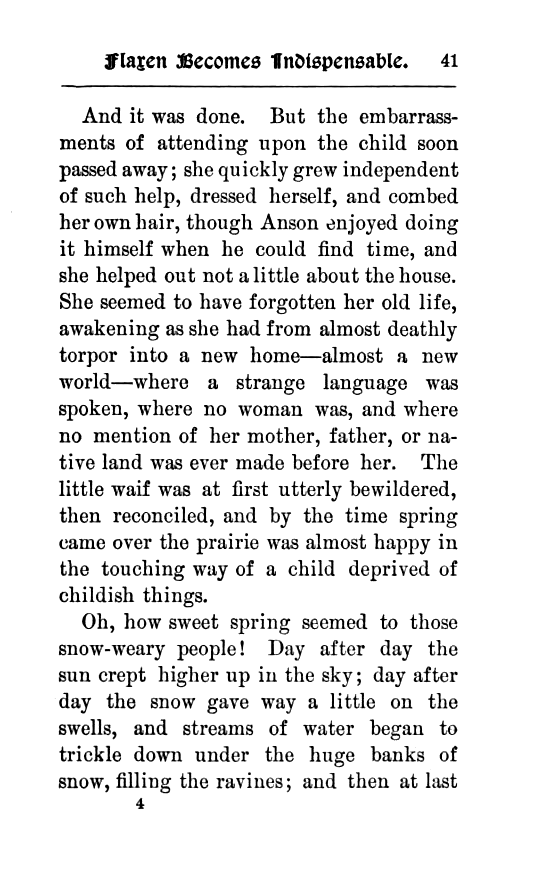 Flaxen Becomes Indispensable. 41
And it was done. But the embarrass-
ments of attending upon the child soon
passed away; she quickly grew independent
of such help, dressed herself, and combed
her own hair, though Anson enjoyed doing
it himself when he could find time, and
she helped out not a little about the house.
She seemed to have forgotten her old life,
awakening as she had from almost deathly
torpor into a new home—almost a new
world—where a strange language was
spoken, where no woman was, and where
no mention of her mother, father, or na-
tive land was ever made before her. The
little waif was at first utterly bewildered,
then reconciled, and by the time spring
came over the prairie was almost happy in
the touching way of a child deprived of
childish things.
Oh, how sweet spring seemed to those
snow-weary people! Day after day the
sun crept higher up in the sky; day after
day the snow gave way a little on the
swells, and streams of water began to
trickle down under the huge banks of
snow, filling the ravines; and then at last
4